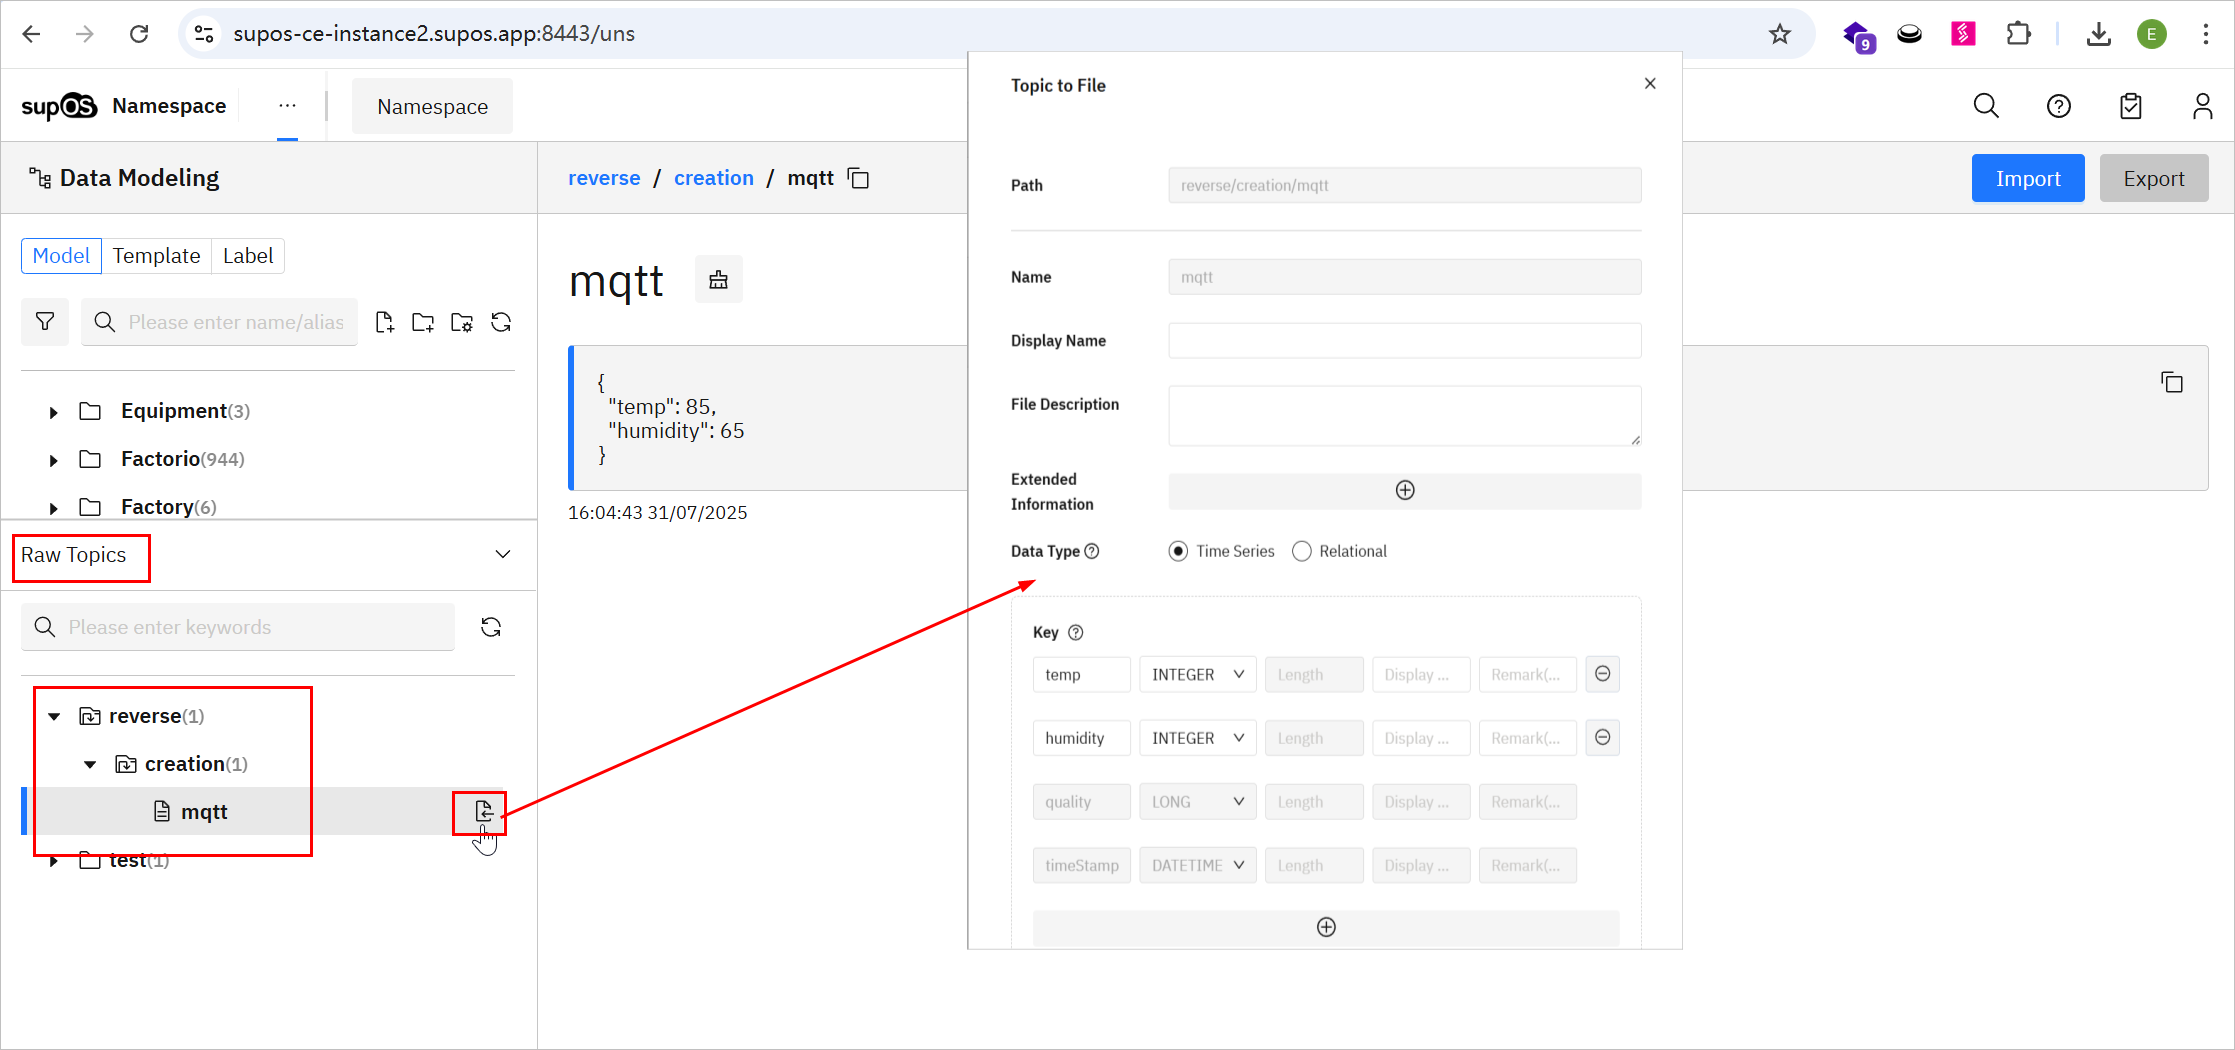 supos-ce-instance2.supos.app:8443/uns
9
E
supOS Namespace ... Namespace
Data Modeling
reverse / creation / mqtt
Import Export
Model Template Label
Please enter name/alias
Equipment(3)
Factorio(944)
Factory(6)
Raw Topics
Please enter keywords
reverse(1)
creation(1)
mqtt
test(1)
mqtt
{
"temp": 85,
"humidity": 65
}
16:04:43 31/07/2025
Topic to File
Path reverse/creation/mqtt
Name mqtt
Display Name
File Description
Extended
Information
Data Type Time Series Relational
Key
temp INTEGER Length Display ... Remark(...
humidity INTEGER Length Display ... Remark(...
quality LONG Length Display ... Remark(...
timeStamp DATETIME Length Display ... Remark(...